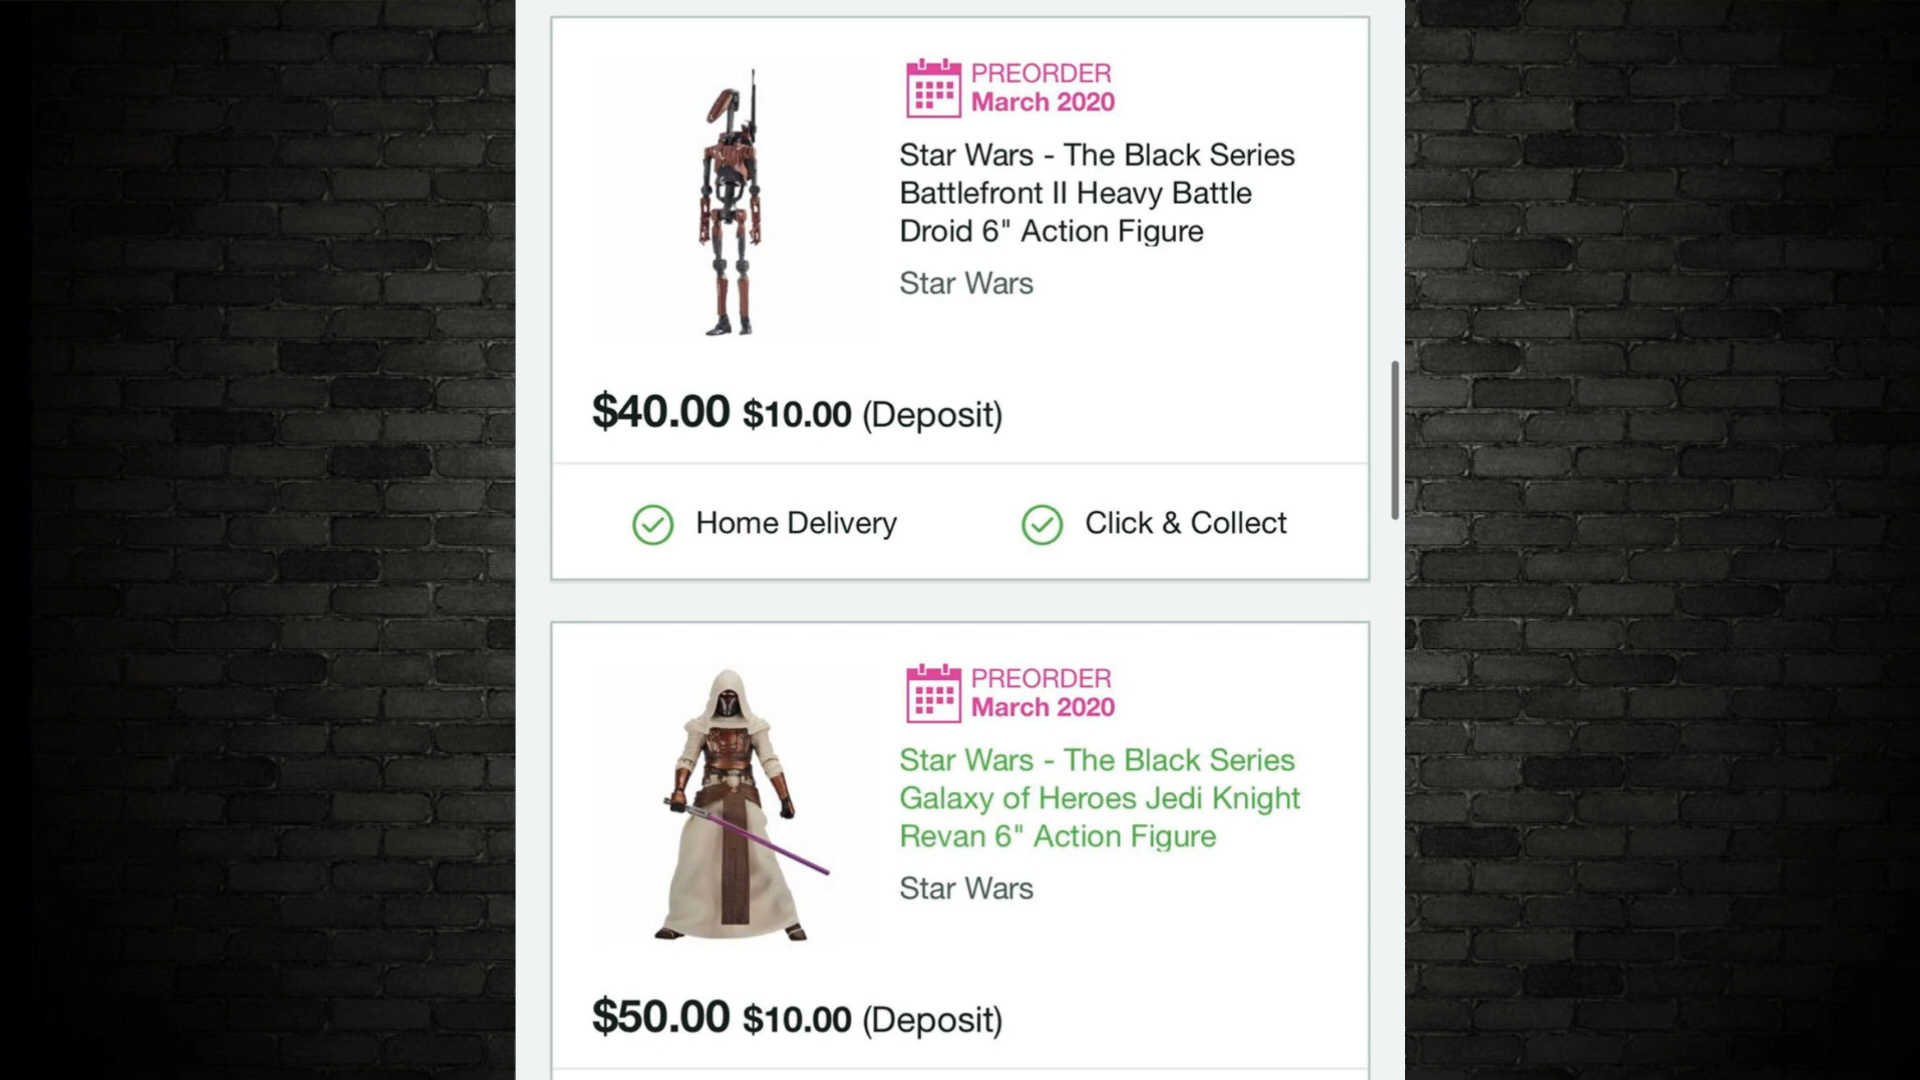 PREORDER
March 2020
Star Wars - The Black Series
Battlefront II Heavy Battle
Droid 6" Action Figure
Star Wars
$40.00 $10.00 (Deposit)
Home Delivery
Click & Collect
PREORDER
March 2020
Star Wars - The Black Series
Galaxy of Heroes Jedi Knight
Revan 6" Action Figure
Star Wars
$50.00 $10.00 (Deposit)